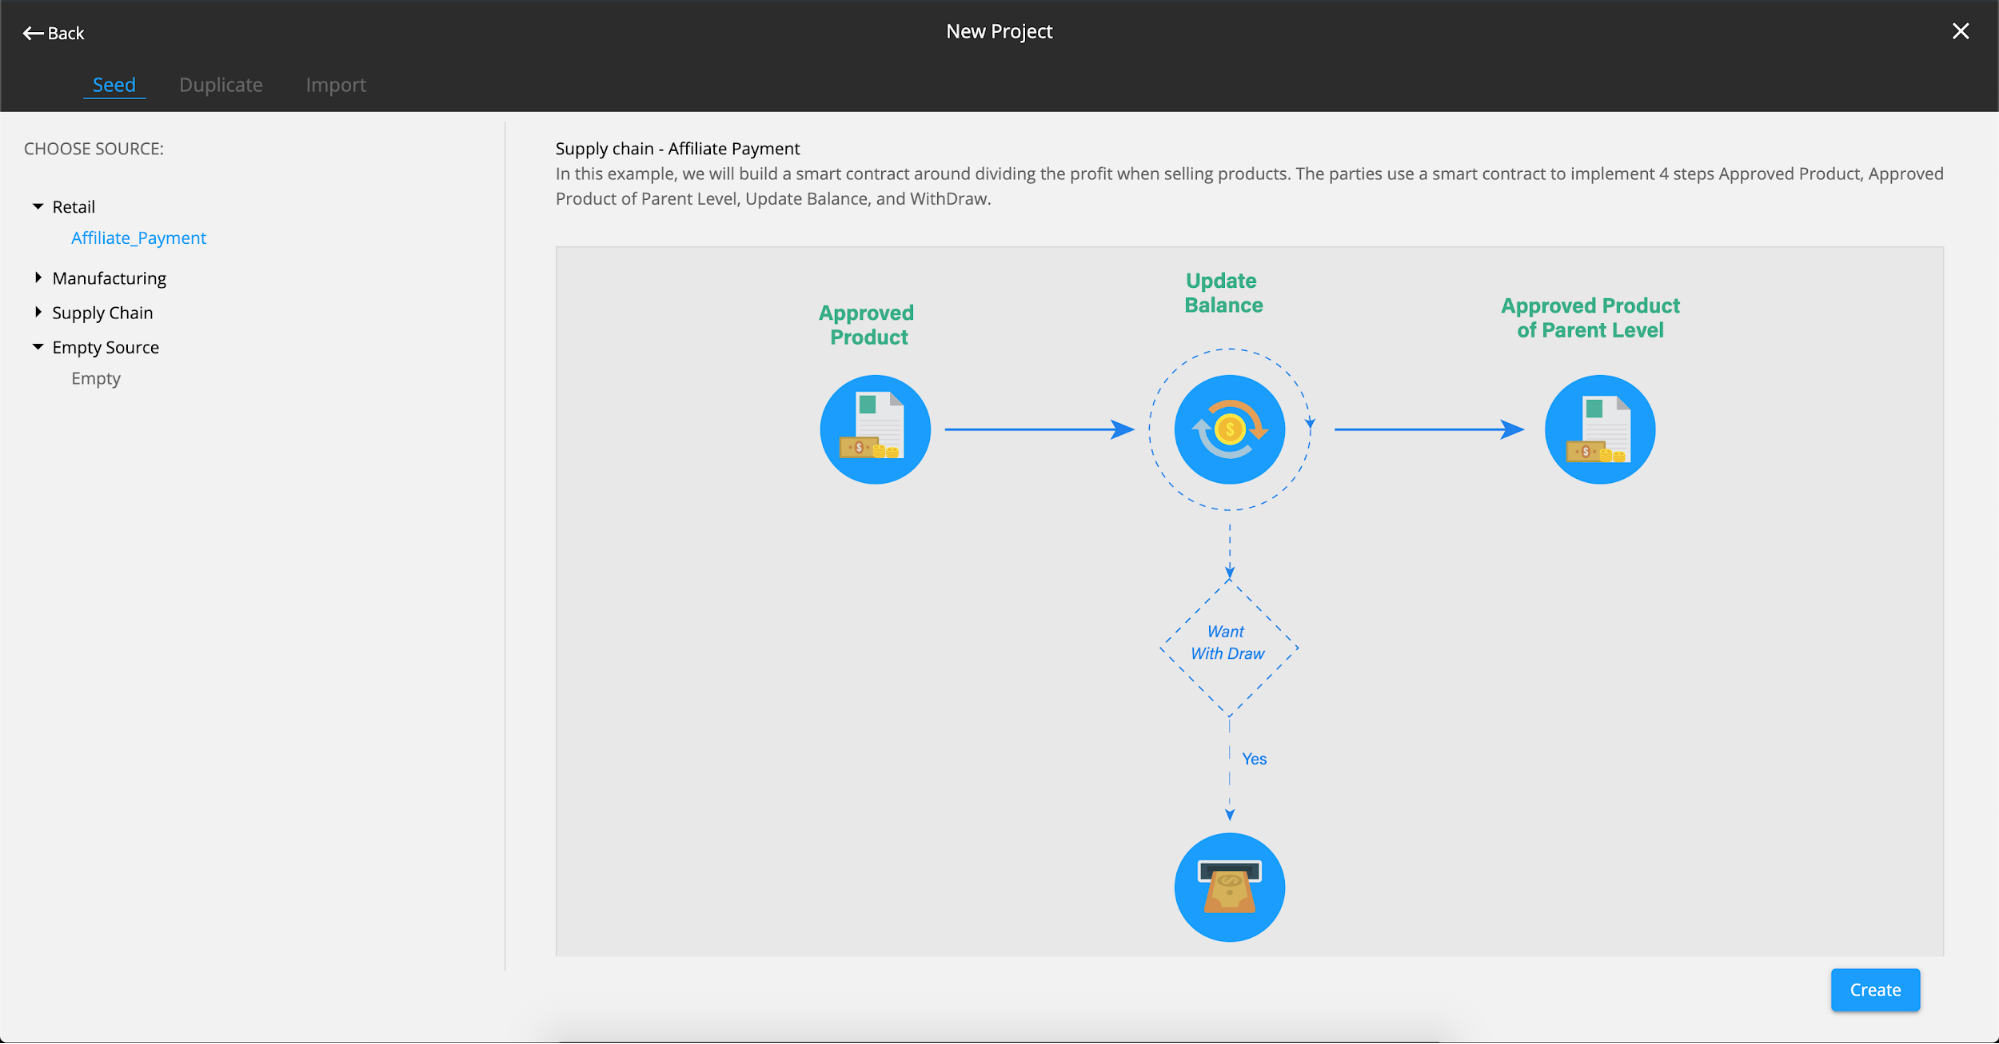 Back
New Project
Seed
Duplicate
Import
CHOOSE SOURCE:
Retail
Affiliate_Payment
Manufacturing
Supply Chain
Empty Source
Empty
Supply chain - Affiliate Payment
In this example, we will build a smart contract around dividing the profit when selling products. The parties use a smart contract to implement 4 steps Approved Product, Approved
Product of Parent Level, Update Balance, and WithDraw.
Approved
Product
Update
Balance
Approved Product
of Parent Level
Want
With Draw
Yes
Create